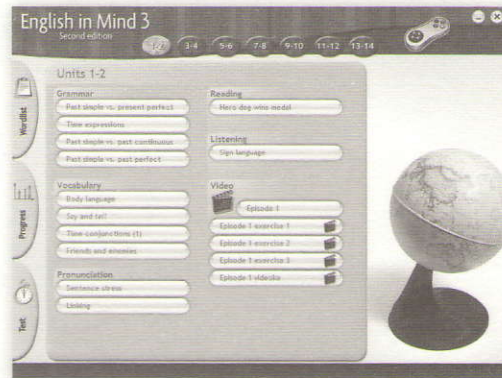 English in Mind 3
Second edition
1-2 3-4 5-6 7-8 9-10 11-12 13-14
Units 1-2
Grammar
Past simple vs. present perfect
Time expressions
Past simple vs. past continuous
Past simple vs. past perfect
Vocabulary
Body language
Say and tell
Time conjunctions (1)
Friends and enemies
Pronunciation
Sentence stress
Linking
Reading
Hero dog wins medal
Listening
Sign language
Video
Episode 1
Episode 1 exercise 1
Episode 1 exercise 2
Episode 1 exercise 3
Episode 1 videoke
Wordlist
Progress
Test